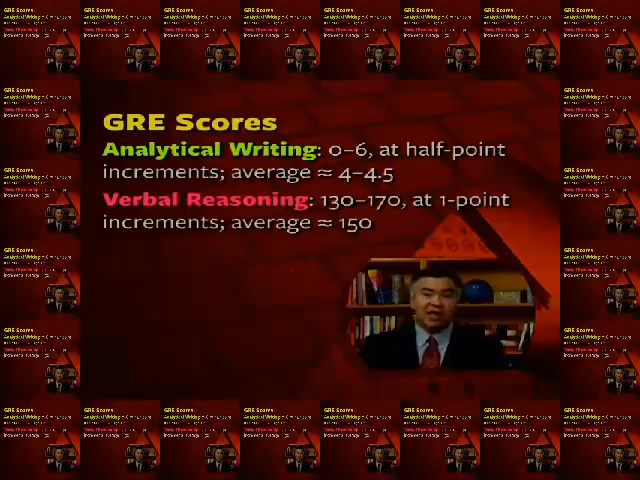 GRE Scores
Analytical Writing: 0–6, at half-point
increments; average ≈ 4–4.5
Verbal Reasoning: 130–170, at 1-point
increments; average ≈ 150